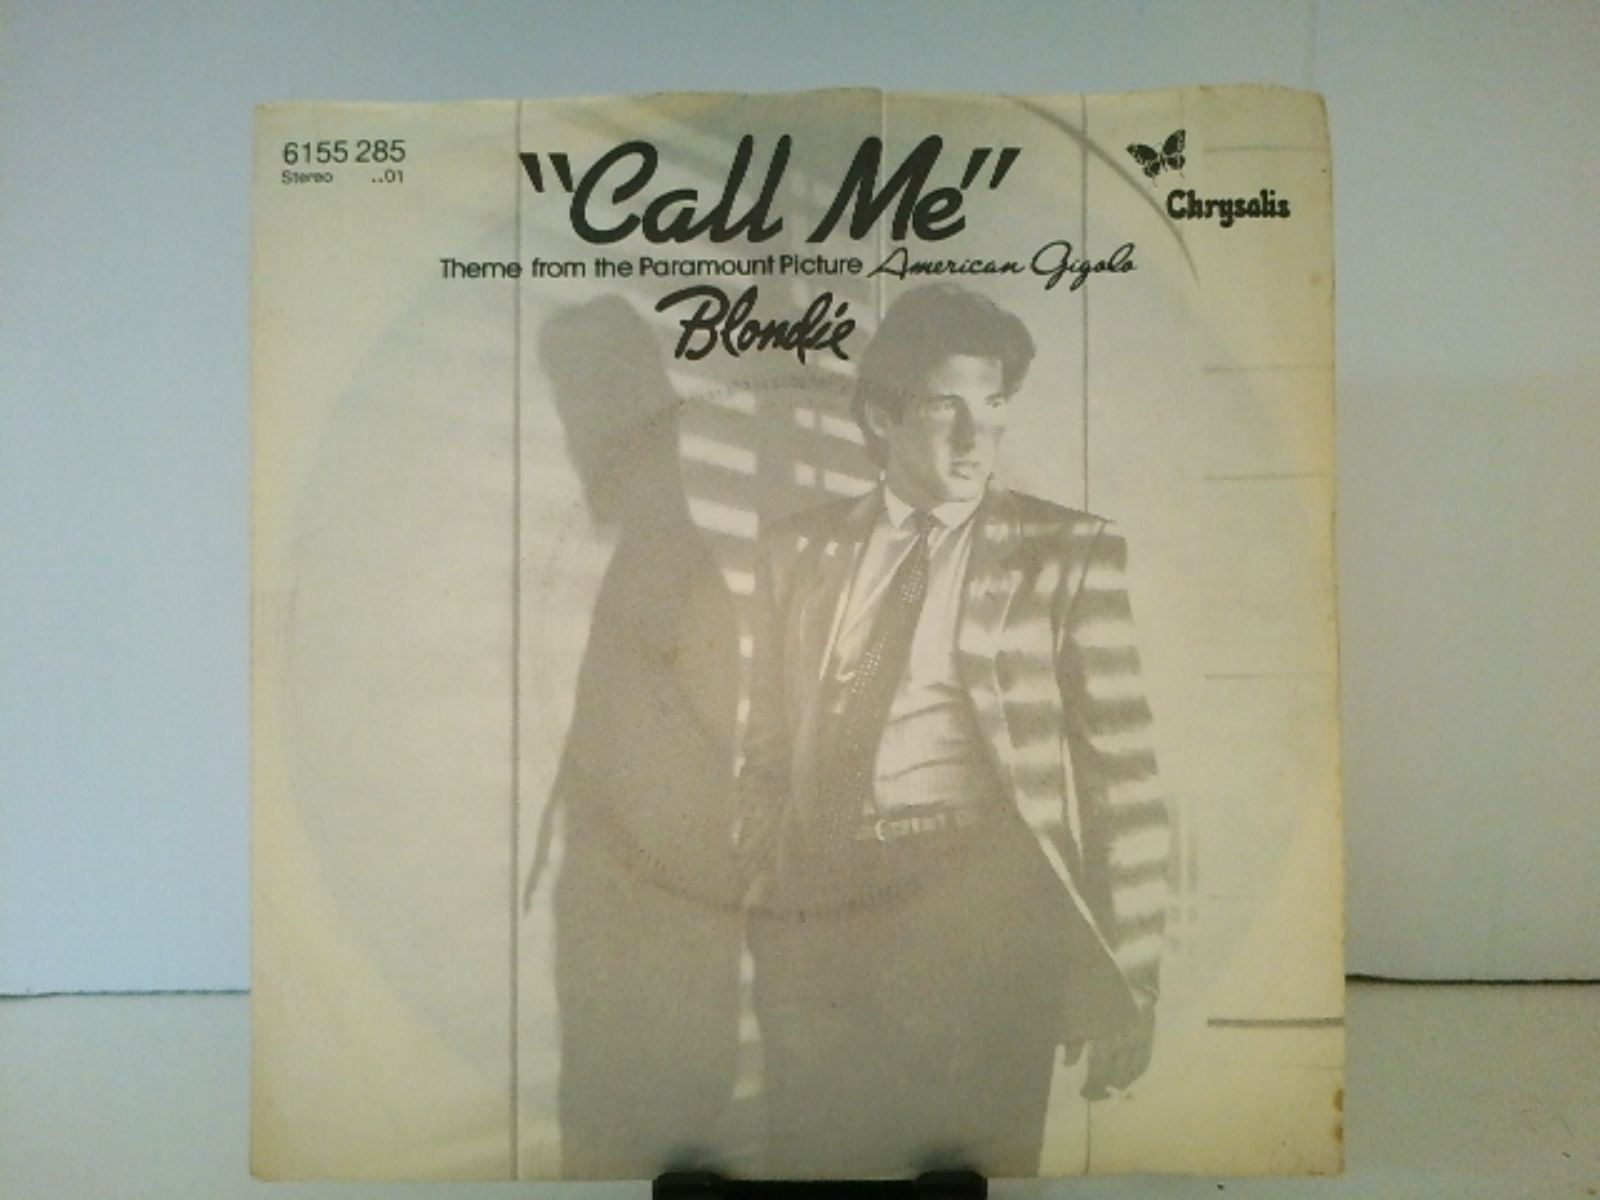 6155 285
Stereo ..01
"Call Me"
Chrysalis
Theme from the Paramount Picture American Gigolo
Blondie